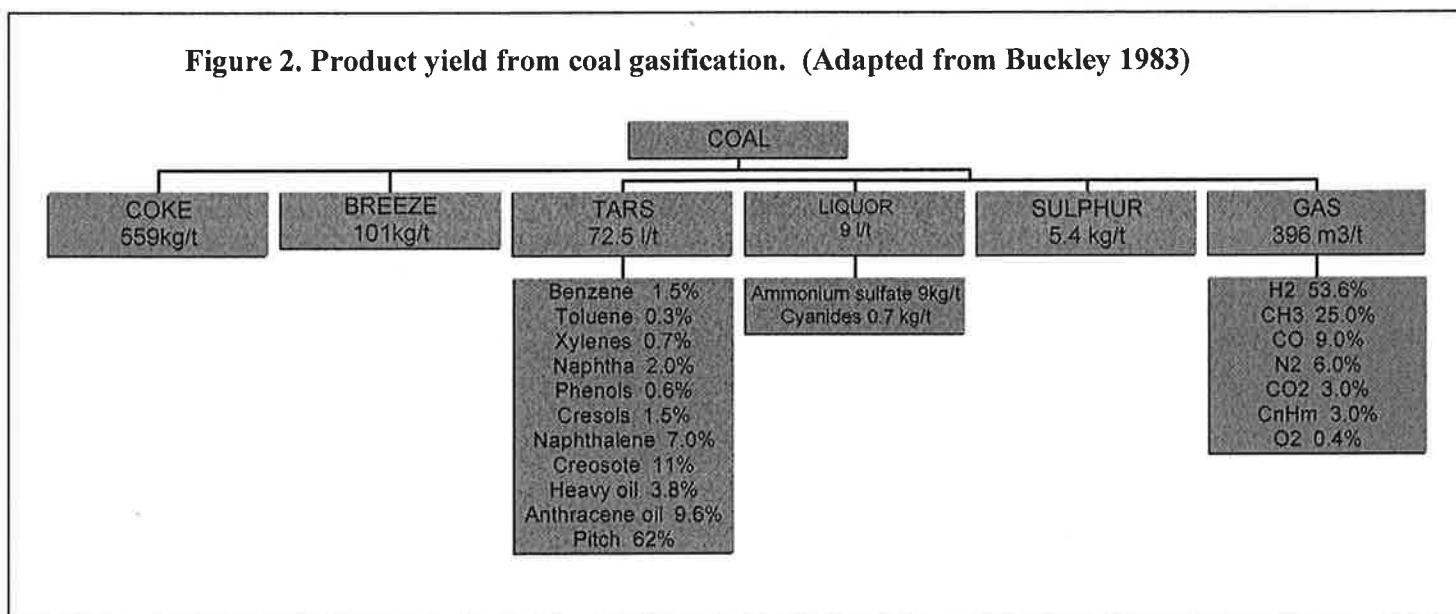 Figure 2. Product yield from coal gasification. (Adapted from Buckley 1983)
COAL
COKE
559kg/t
BREEZE
101kg/t
TARS
72.5 l/t
LIQUOR
9 l/t
SULPHUR
5.4 kg/t
GAS
396 m3/t
Benzene 1.5%
Toluene 0.3%
Xylenes 0.7%
Naphtha 2.0%
Phenols 0.6%
Cresols 1.5%
Naphthalene 7.0%
Creosote 11%
Heavy oil 3.8%
Anthracene oil 9.6%
Pitch 62%
Ammonium sulfate 9kg/t
Cyanides 0.7 kg/t
H2 53.6%
CH3 25.0%
CO 9.0%
N2 6.0%
CO2 3.0%
CnHm 3.0%
O2 0.4%